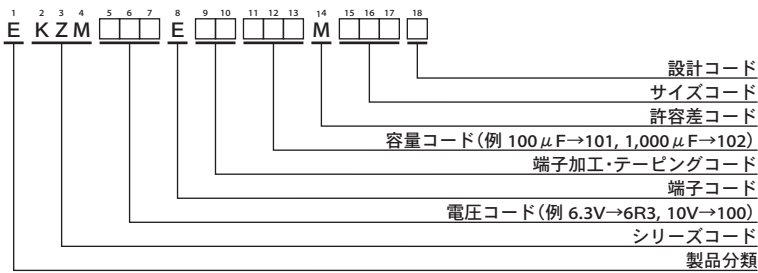 1 2 3 4 5 6 7 8 9 10 11 12 13 14 15 16 17 18
E K Z M □□□ E □□ □□□ M □□□ □
設計コード
サイズコード
許容差コード
容量コード(例 100μF→101, 1,000μF→102)
端子加工・テーピングコード
端子コード
電圧コード(例 6.3V→6R3, 10V→100)
シリーズコード
製品分類